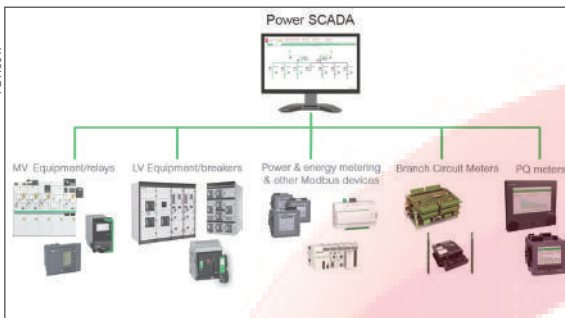 Power SCADA
MV Equipment/relays
LV Equipment/breakers
Power & energy metering
& other Modbus devices
Branch Circuit Meters
PQ meters